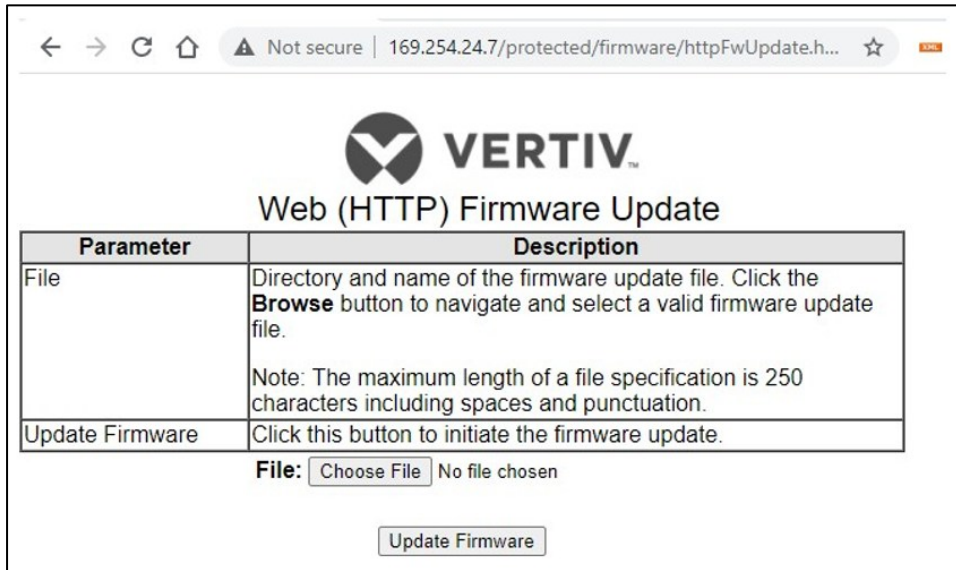 Not secure | 169.254.24.7/protected/firmware/httpFwUpdate.h...
XML
VERTIV™
Web (HTTP) Firmware Update
Parameter Description
File Directory and name of the firmware update file. Click the
Browse button to navigate and select a valid firmware update
file.
Note: The maximum length of a file specification is 250
characters including spaces and punctuation.
Update Firmware Click this button to initiate the firmware update.
File: Choose File No file chosen
Update Firmware